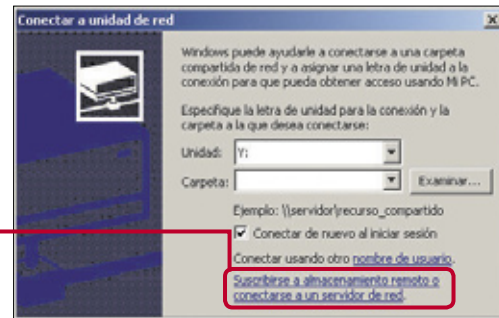 Conectar a unidad de red
Windows puede ayudarle a conectarse a una carpeta
compartida de red y a asignar una letra de unidad a la
conexión para que pueda obtener acceso usando Mi PC.
Especifique la letra de unidad para la conexión y la
carpeta a la que desea conectarse:
Unidad: Y:
Carpeta: Examinar...
Ejemplo: \\servidor\recurso_compartido
Conectar de nuevo al iniciar sesión
Conectar usando otro nombre de usuario.
Suscribirse a almacenamiento remoto o
conectarse a un servidor de red.